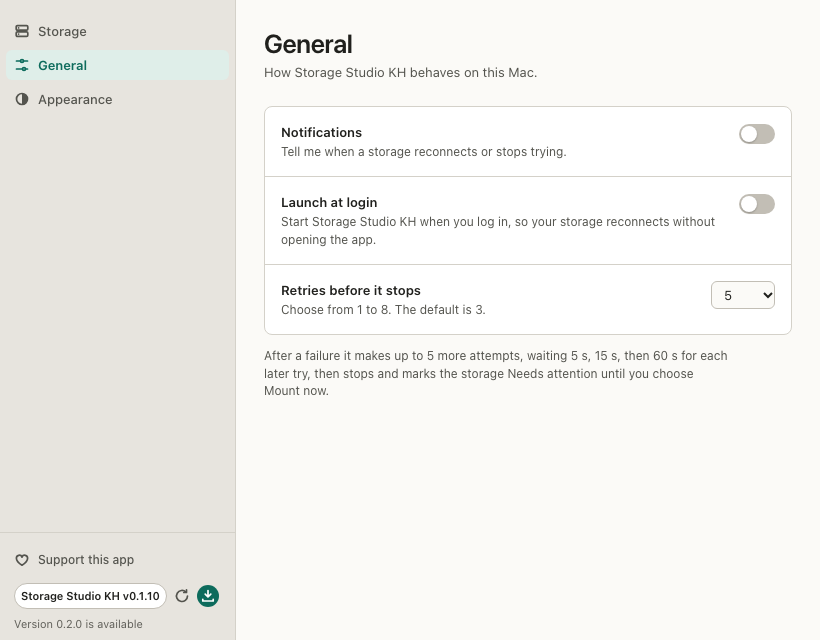 Storage
General
Appearance
Support this app
Storage Studio KH v0.1.10
Version 0.2.0 is available
General
How Storage Studio KH behaves on this Mac.
Notifications
Tell me when a storage reconnects or stops trying.
Launch at login
Start Storage Studio KH when you log in, so your storage reconnects without
opening the app.
Retries before it stops
Choose from 1 to 8. The default is 3.
5
After a failure it makes up to 5 more attempts, waiting 5 s, 15 s, then 60 s for each
later try, then stops and marks the storage Needs attention until you choose
Mount now.